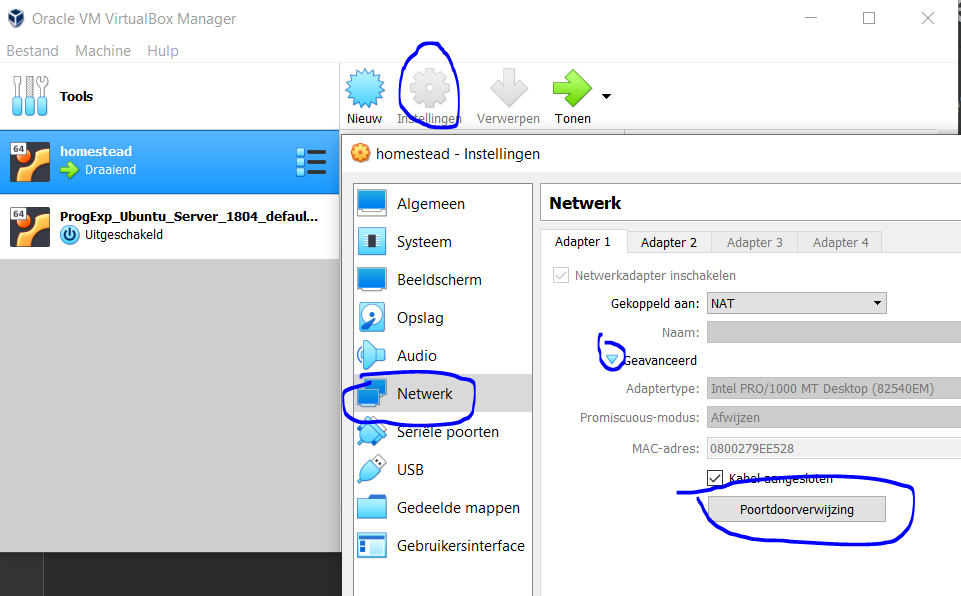 Oracle VM VirtualBox Manager
Bestand Machine Hulp
Tools
Nieuw Instellingen Verwerpen Tonen
64 homestead
Draaiend
64 ProgExp_Ubuntu_Server_1804_defaul...
Uitgeschakeld
homestead - Instellingen
Algemeen
Systeem
Beeldscherm
Opslag
Audio
Netwerk
Seriële poorten
USB
Gedeelde mappen
Gebruikersinterface
Netwerk
Adapter 1 Adapter 2 Adapter 3 Adapter 4
Netwerkadapter inschakelen
Gekoppeld aan: NAT
Naam:
Geavanceerd
Adaptertype: Intel PRO/1000 MT Desktop (82540EM)
Promiscuous-modus: Afwijzen
MAC-adres: 0800279EE528
Kabel aangesloten
Poortdoorverwijzing